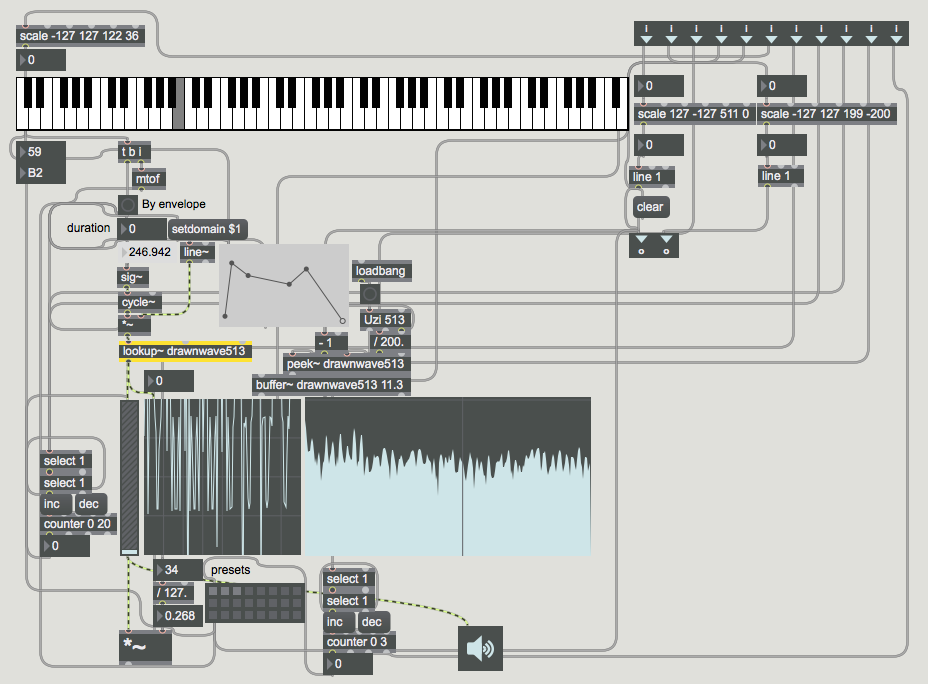 scale -127 127 122 36
0
0
0
scale 127 -127 511 0
scale -127 127 199 -200
0
0
59
B2
t b i
mtof
line 1
line 1
By envelope
clear
duration
0
setdomain $1
246.942
line~
loadbang
sig~
cycle~
Uzi 513
*~
- 1
/ 200.
lookup~ drawnwave513
peek~ drawnwave513
0
buffer~ drawnwave513 11.3
select 1
select 1
inc
dec
counter 0 20
0
34
presets
/ 127.
0.268
select 1
select 1
inc
dec
counter 0 3
0
*~